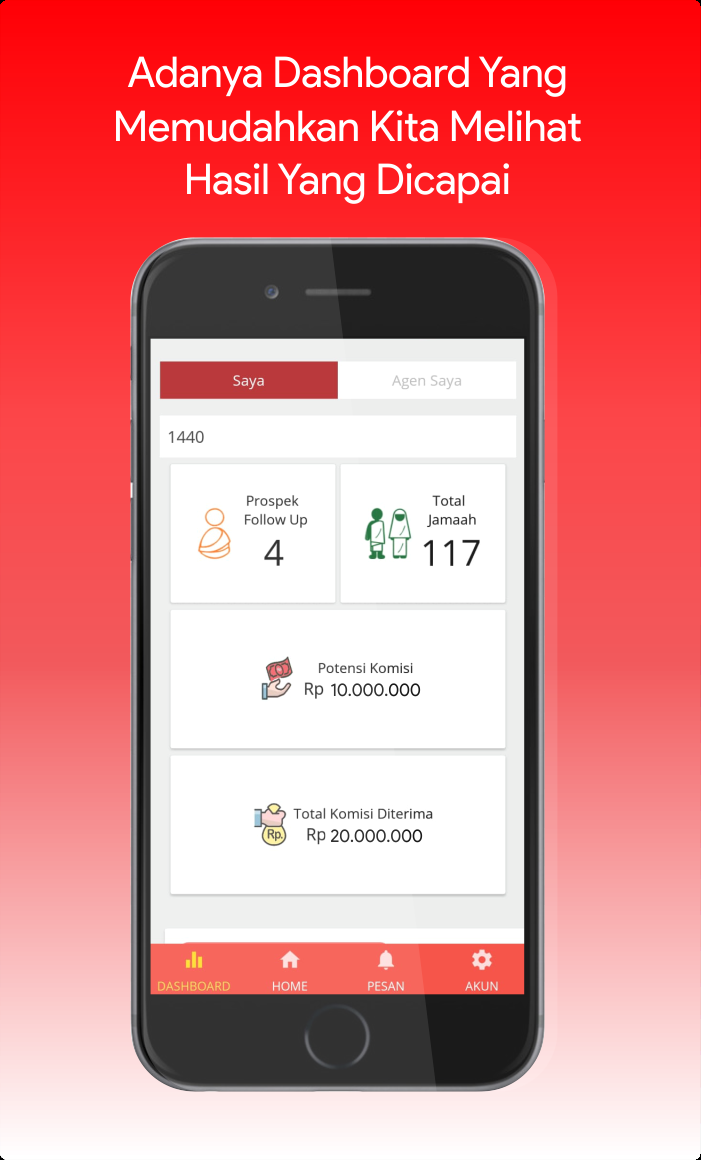 Adanya Dashboard Yang
Memudahkan Kita Melihat
Hasil Yang Dicapai
Saya
Agen Saya
1440
Prospek
Follow Up
4
Total
Jamaah
117
Potensi Komisi
Rp 10.000.000
Total Komisi Diterima
Rp 20.000.000
Rp.
DASHBOARD
HOME
PESAN
AKUN